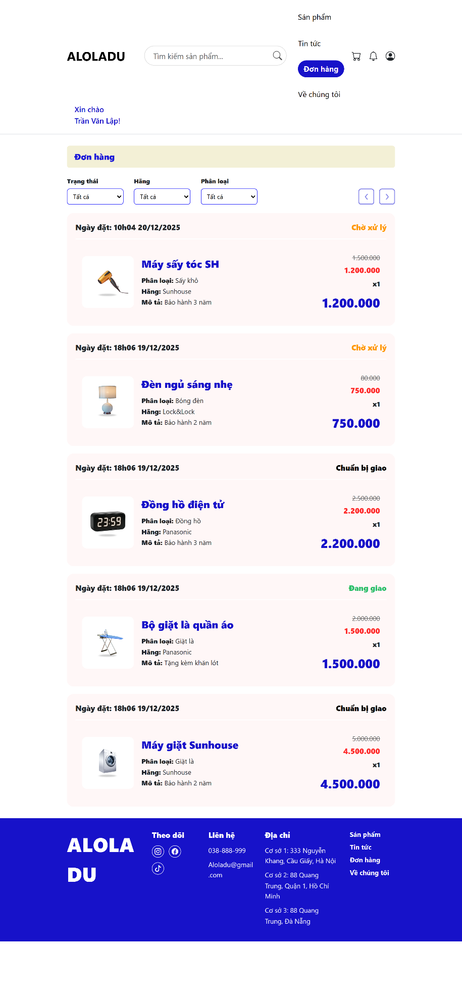 Sản phẩm
Tin tức
ALOLADU
Tìm kiếm sản phẩm...
Đơn hàng
Về chúng tôi
Xin chào
Trần Văn Lập!
Đơn hàng
Trạng thái
Hãng
Phân loại
Tất cả
Tất cả
Tất cả
Ngày đặt: 10h04 20/12/2025
Chờ xử lý
Máy sấy tóc SH
Phân loại: Sấy khô
Hãng: Sunhouse
Mô tả: Bảo hành 3 năm
1.500.000
1.200.000
x1
1.200.000
Ngày đặt: 18h06 19/12/2025
Chờ xử lý
Đèn ngủ sáng nhẹ
Phân loại: Bóng đèn
Hãng: Lock&Lock
Mô tả: Bảo hành 2 năm
80.000
750.000
x1
750.000
Ngày đặt: 18h06 19/12/2025
Chuẩn bị giao
23:59
Đồng hồ điện tử
Phân loại: Đồng hồ
Hãng: Panasonic
Mô tả: Bảo hành 3 năm
2.500.000
2.200.000
x1
2.200.000
Ngày đặt: 18h06 19/12/2025
Đang giao
Bộ giặt là quần áo
Phân loại: Giặt là
Hãng: Panasonic
Mô tả: Tặng kèm khăn lót
2.000.000
1.500.000
x1
1.500.000
Ngày đặt: 18h06 19/12/2025
Chuẩn bị giao
Máy giặt Sunhouse
Phân loại: Giặt là
Hãng: Sunhouse
Mô tả: Bảo hành 2 năm
5.000.000
4.500.000
x1
4.500.000
ALOLA
DU
Theo dõi
Liên hệ
038-888-999
Aloladu@gmail
.com
Địa chỉ
Cơ sở 1: 333 Nguyễn
Khang, Cầu Giấy, Hà Nội
Cơ sở 2: 88 Quang
Trung, Quận 1, Hồ Chí
Minh
Cơ sở 3: 88 Quang
Trung, Đà Nẵng
Sản phẩm
Tin tức
Đơn hàng
Về chúng tôi